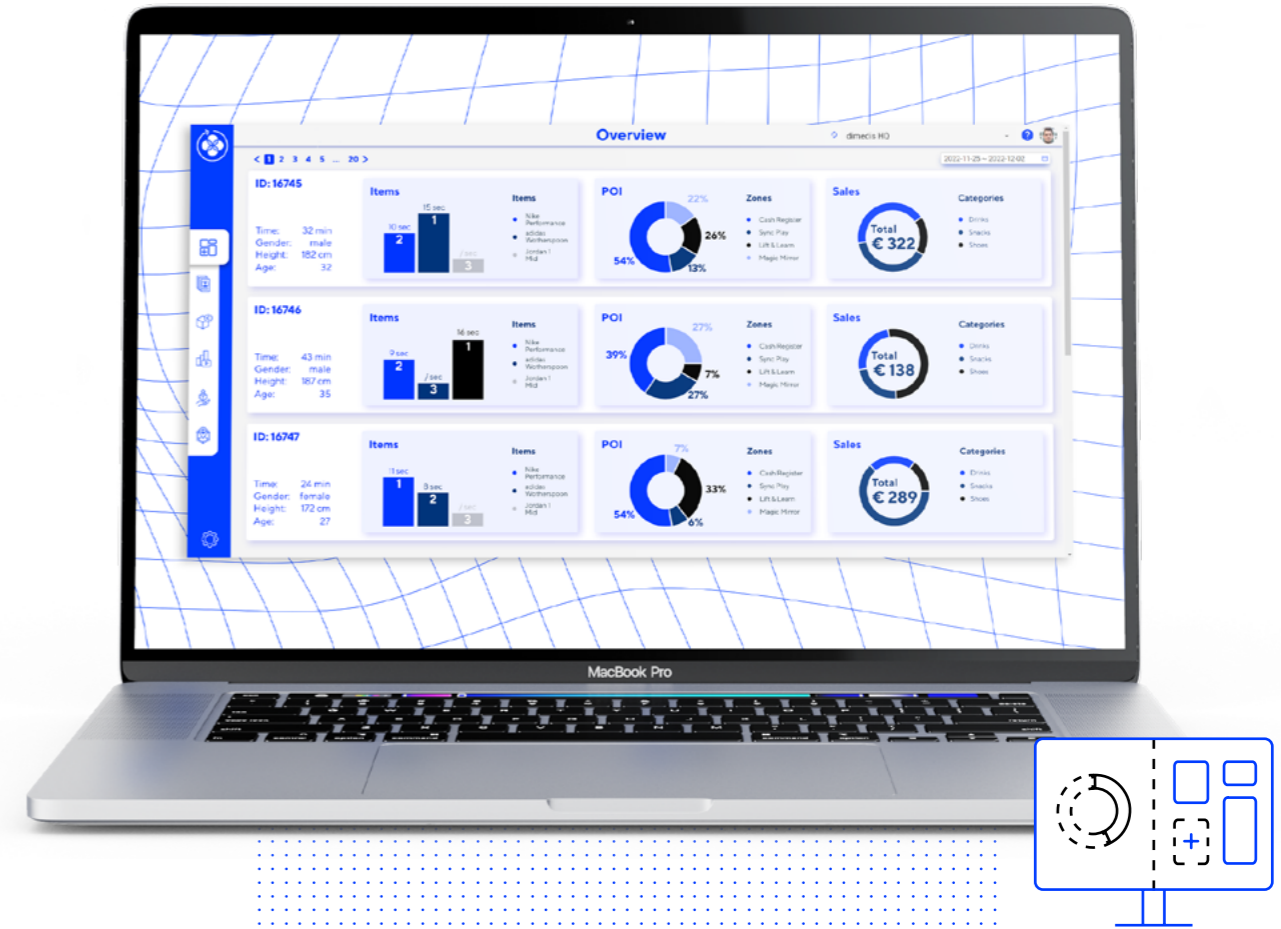 Overview
dimedis HQ
?
< 1 2 3 4 5 ... 20 >
2022-11-25 ~ 2022-12-02
ID: 16745
Time: 32 min
Gender: male
Height: 182 cm
Age: 32
Items
10 sec
2
15 sec
1
3
Items
Nike
Performance
adidas
Wotherspoon
Jordan 1
Mid
POI
22%
26%
13%
54%
Zones
Cash Register
Sync Play
Lift & Learn
Magic Mirror
Sales
Total
€ 322
Categories
Drinks
Snacks
Shoes
ID: 16746
Time: 43 min
Gender: male
Height: 187 cm
Age: 35
Items
9 sec
2
/ sec
3
16 sec
1
Items
Nike
Performance
adidas
Wotherspoon
Jordan 1
Mid
POI
27%
39%
7%
27%
Zones
Cash Register
Sync Play
Lift & Learn
Magic Mirror
Sales
Total
€ 138
Categories
Drinks
Snacks
Shoes
ID: 16747
Time: 24 min
Gender: female
Height: 172 cm
Age: 27
Items
11 sec
1
8 sec
2
3
Items
Nike
Performance
adidas
Wotherspoon
Jordan 1
Mid
POI
7%
33%
6%
54%
Zones
Cash Register
Sync Play
Lift & Learn
Magic Mirror
Sales
Total
€ 289
Categories
Drinks
Snacks
Shoes
MacBook Pro